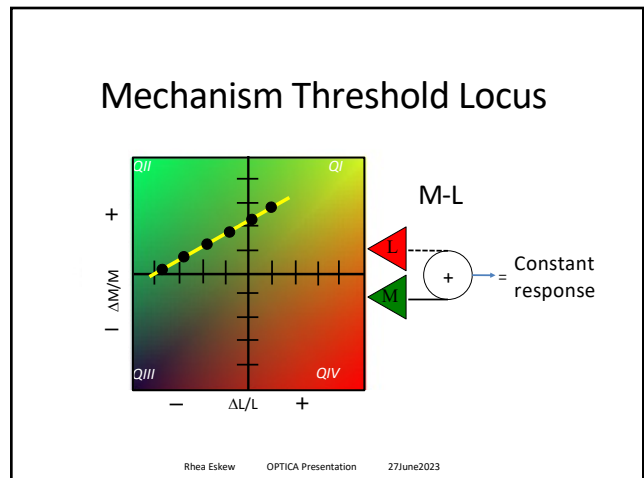 Mechanism Threshold Locus
QII
QI
M-L
+
ΔM/M
−
L
M
+
= Constant
response
QIII
QIV
− ΔL/L +
Rhea Eskew OPTICA Presentation 27June2023